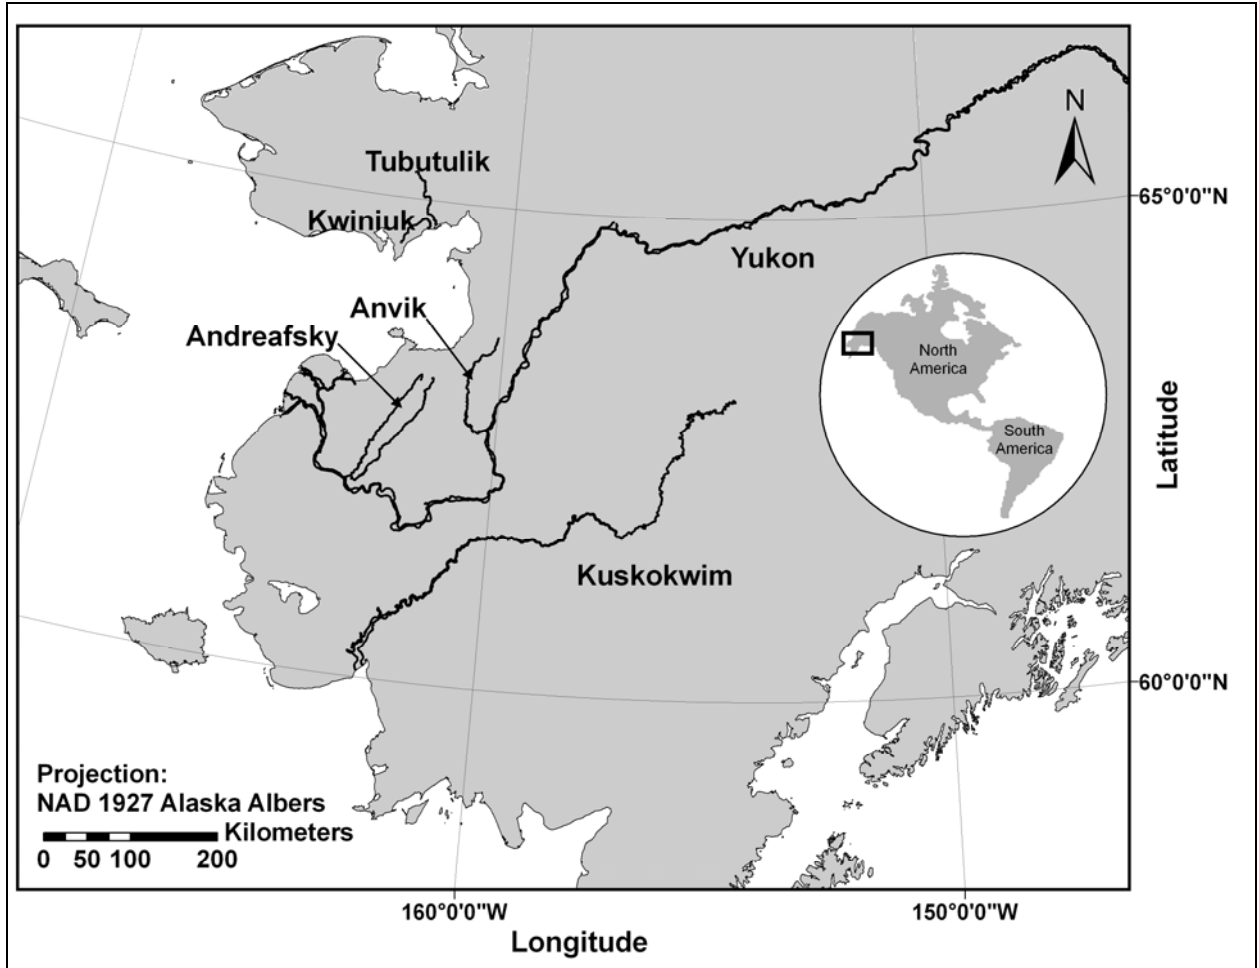 N
Tubutulik
65°0'0"N
Kwiniuk
Yukon
Anvik
Andreafsky
North
America
South
America
Latitude
Kuskokwim
60°0'0"N
Projection:
NAD 1927 Alaska Albers
Kilometers
0 50 100 200
160°0'0"W
150°0'0"W
Longitude